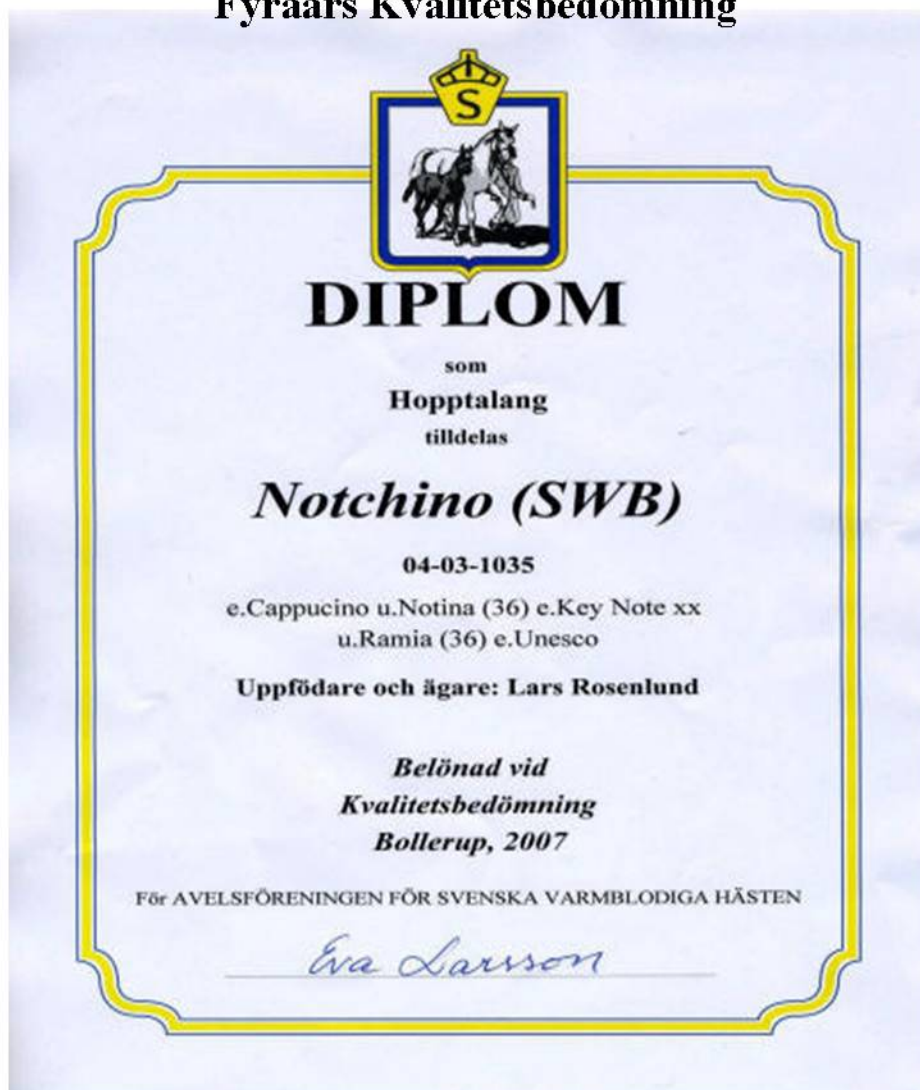 Fyraårs Kvalitetsbedömning
S
DIPLOM
som
Hopptalang
tilldelas
Notchino (SWB)
04-03-1035
e.Cappucino u.Notina (36) e.Key Note xx
u.Ramia (36) e.Unesco
Uppfödare och ägare: Lars Rosenlund
Belönad vid
Kvalitetsbedömning
Bollerup, 2007
För AVELSFÖRENINGEN FÖR SVENSKA VARMBLODIGA HÄSTEN
Eva Larsson